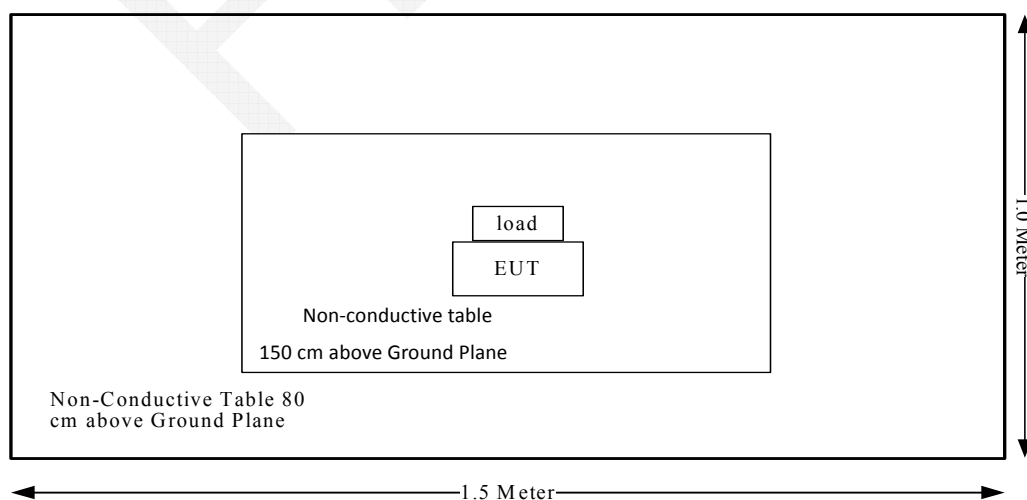 load
EUT
Non-conductive table
150 cm above Ground Plane
Non-Conductive Table 80
cm above Ground Plane
1.0 Meter
1.5 Meter